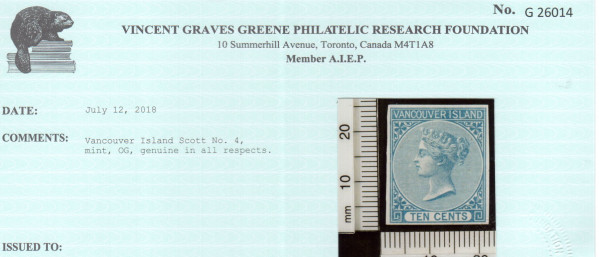 No. G 26014
VINCENT GRAVES GREENE PHILATELIC RESEARCH FOUNDATION
10 Summerhill Avenue, Toronto, Canada M4T1A8
Member A.I.E.P.
DATE: July 12, 2018
COMMENTS: Vancouver Island Scott No. 4,
mint, OG, genuine in all respects.
VANCOUVER ISLAND
TEN CENTS
20
10
mm
10 20
ISSUED TO: